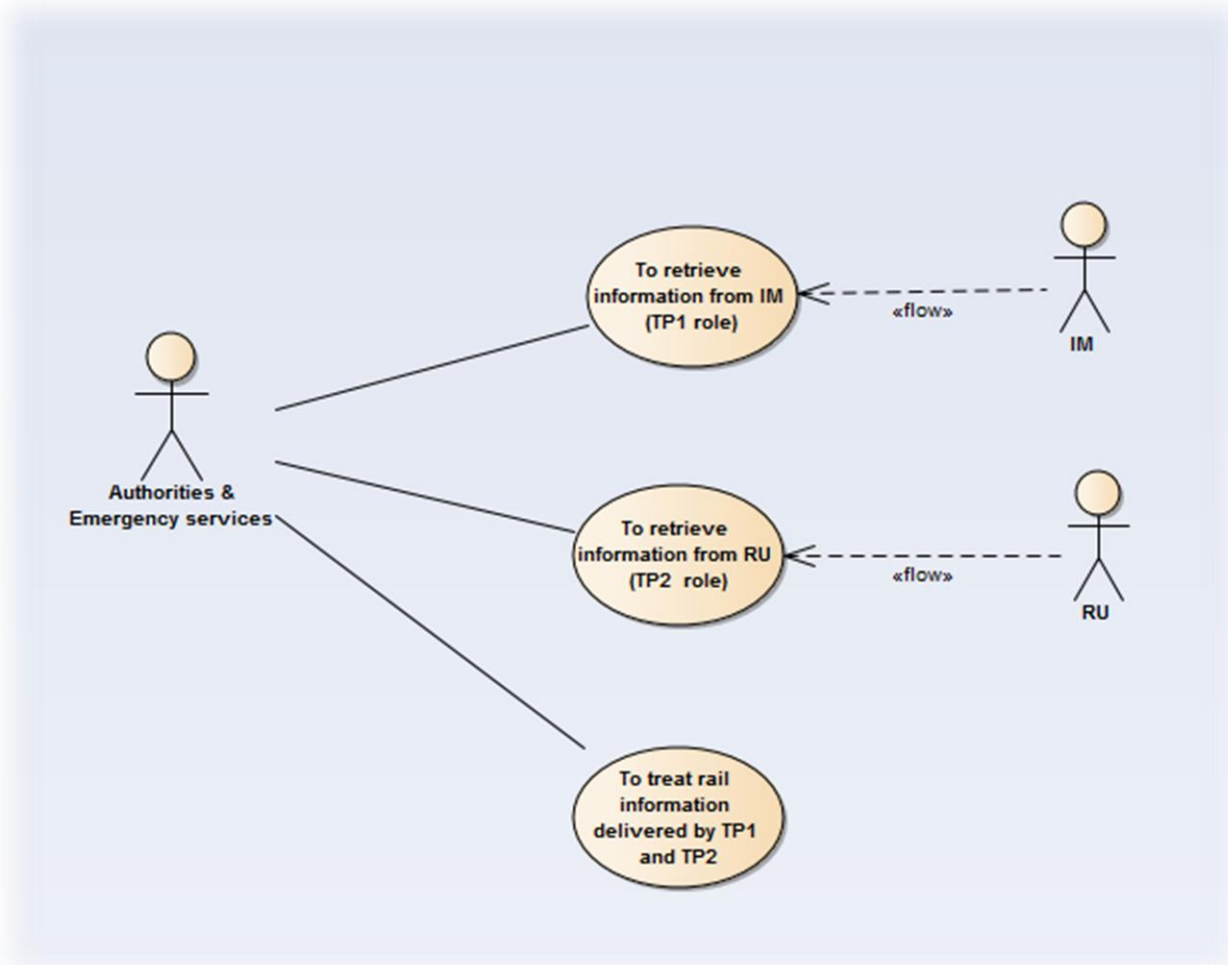 To retrieve
information from IM
(TP1 role)
«flow»
IM
Authorities &
Emergency services
To retrieve
information from RU
(TP2  role)
«flow»
RU
To treat rail
information
delivered by TP1
and TP2